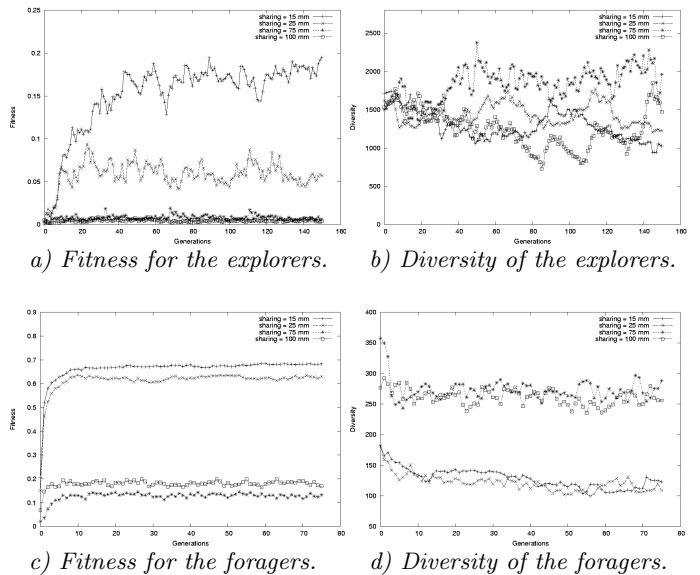 0.25
0.2
0.15
0.1
0.05
0
0 20 40 60 80 100 120 140 160
Fitness
Generations
sharing = 15 mm
sharing = 25 mm
sharing = 75 mm
sharing = 100 mm
a) Fitness for the explorers.
2500
2000
1500
1000
500
0
0 20 40 60 80 100 120 140 160
Diversity
Generations
sharing = 15 mm
sharing = 25 mm
sharing = 75 mm
sharing = 100 mm
b) Diversity of the explorers.
0.9
0.8
0.7
0.6
0.5
0.4
0.3
0.2
0.1
0
0 10 20 30 40 50 60 70 80
Fitness
Generations
sharing = 15 mm
sharing = 25 mm
sharing = 75 mm
sharing = 100 mm
c) Fitness for the foragers.
400
350
300
250
200
150
100
50
0 10 20 30 40 50 60 70 80
Diversity
Generations
sharing = 15 mm
sharing = 25 mm
sharing = 75 mm
sharing = 100 mm
d) Diversity of the foragers.